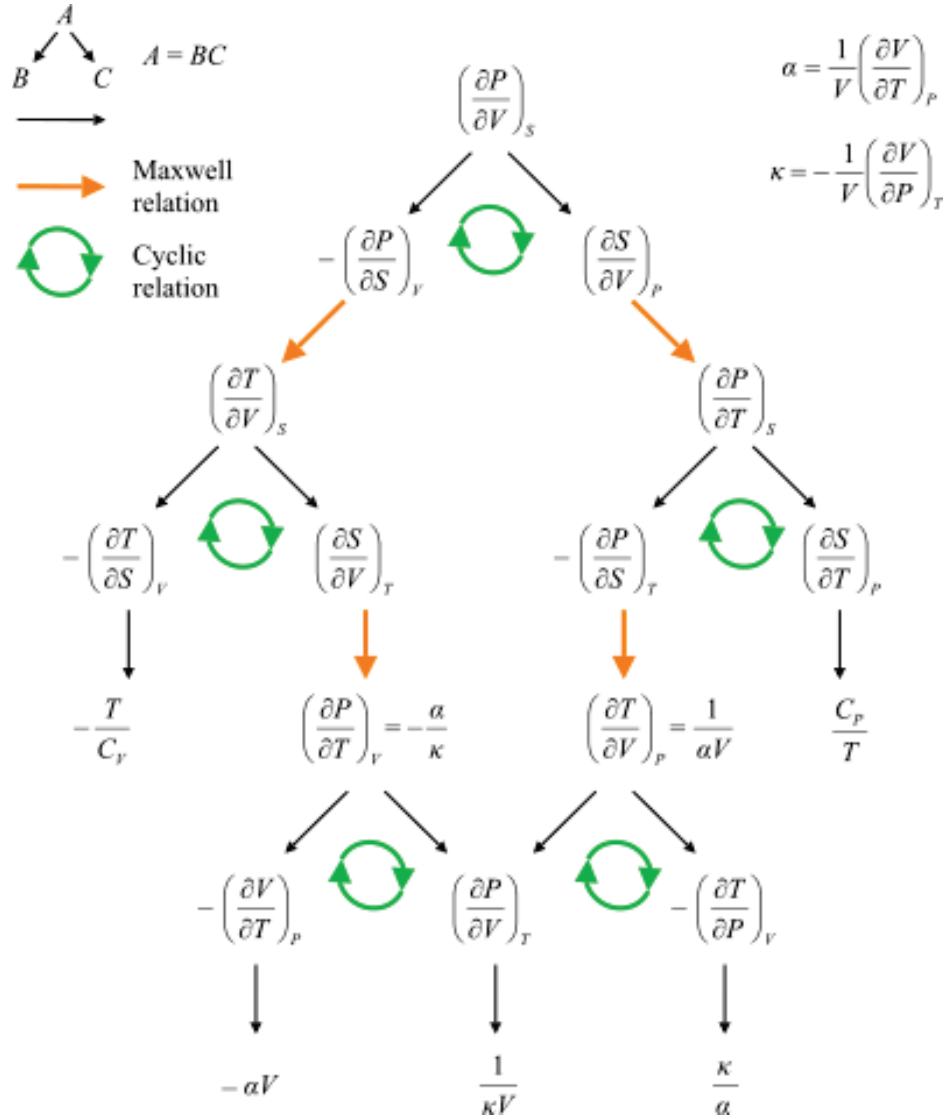 A
B C A = BC
α = 1/V (∂V/∂T)_P
(∂P/∂V)_S
κ = − 1/V (∂V/∂P)_T
Maxwell
relation
Cyclic
relation
− (∂P/∂S)_V (∂S/∂V)_P
(∂T/∂V)_S (∂P/∂T)_S
− (∂T/∂S)_V (∂S/∂V)_T − (∂P/∂S)_T (∂S/∂T)_P
− T/C_V (∂P/∂T)_V = − α/κ (∂T/∂V)_P = 1/αV C_P/T
− (∂V/∂T)_P (∂P/∂V)_T − (∂T/∂P)_V
− αV 1/κV κ/α